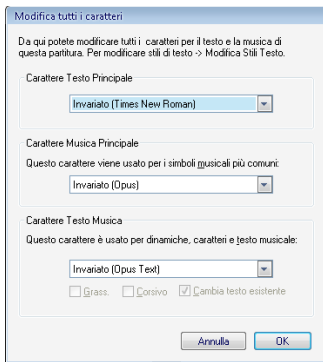 Modifica tutti i caratteri
Da qui potete modificare tutti i caratteri per il testo e la musica di
questa partitura. Per modificare stili di testo -> Modifica Stili Testo.
Carattere Testo Principale
Invariato (Times New Roman)
Carattere Musica Principale
Questo carattere viene usato per i simboli musicali più comuni:
Invariato (Opus)
Carattere Testo Musica
Questo carattere è usato per dinamiche, caratteri e testo musicale:
Invariato (Opus Text)
Grass. Corsivo Cambia testo esistente
Annulla OK